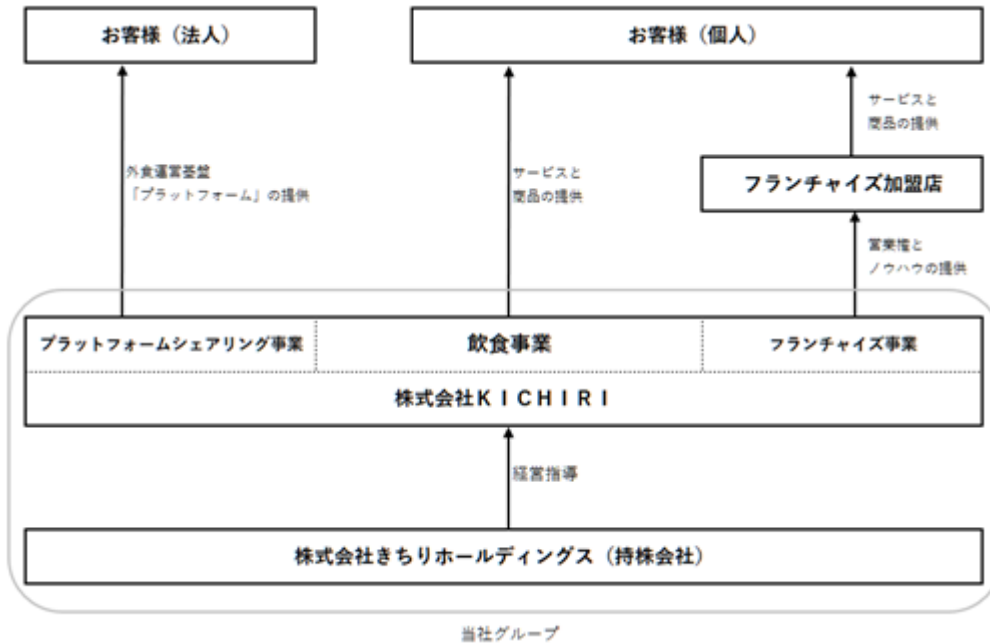 お客様（法人）
お客様（個人）
サービスと
商品の提供
外食運営基盤
「プラットフォーム」の提供
サービスと
商品の提供
フランチャイズ加盟店
営業権と
ノウハウの提供
プラットフォームシェアリング事業
飲食事業
フランチャイズ事業
株式会社ＫＩＣＨＩＲＩ
経営指導
株式会社きちりホールディングス（持株会社）
当社グループ